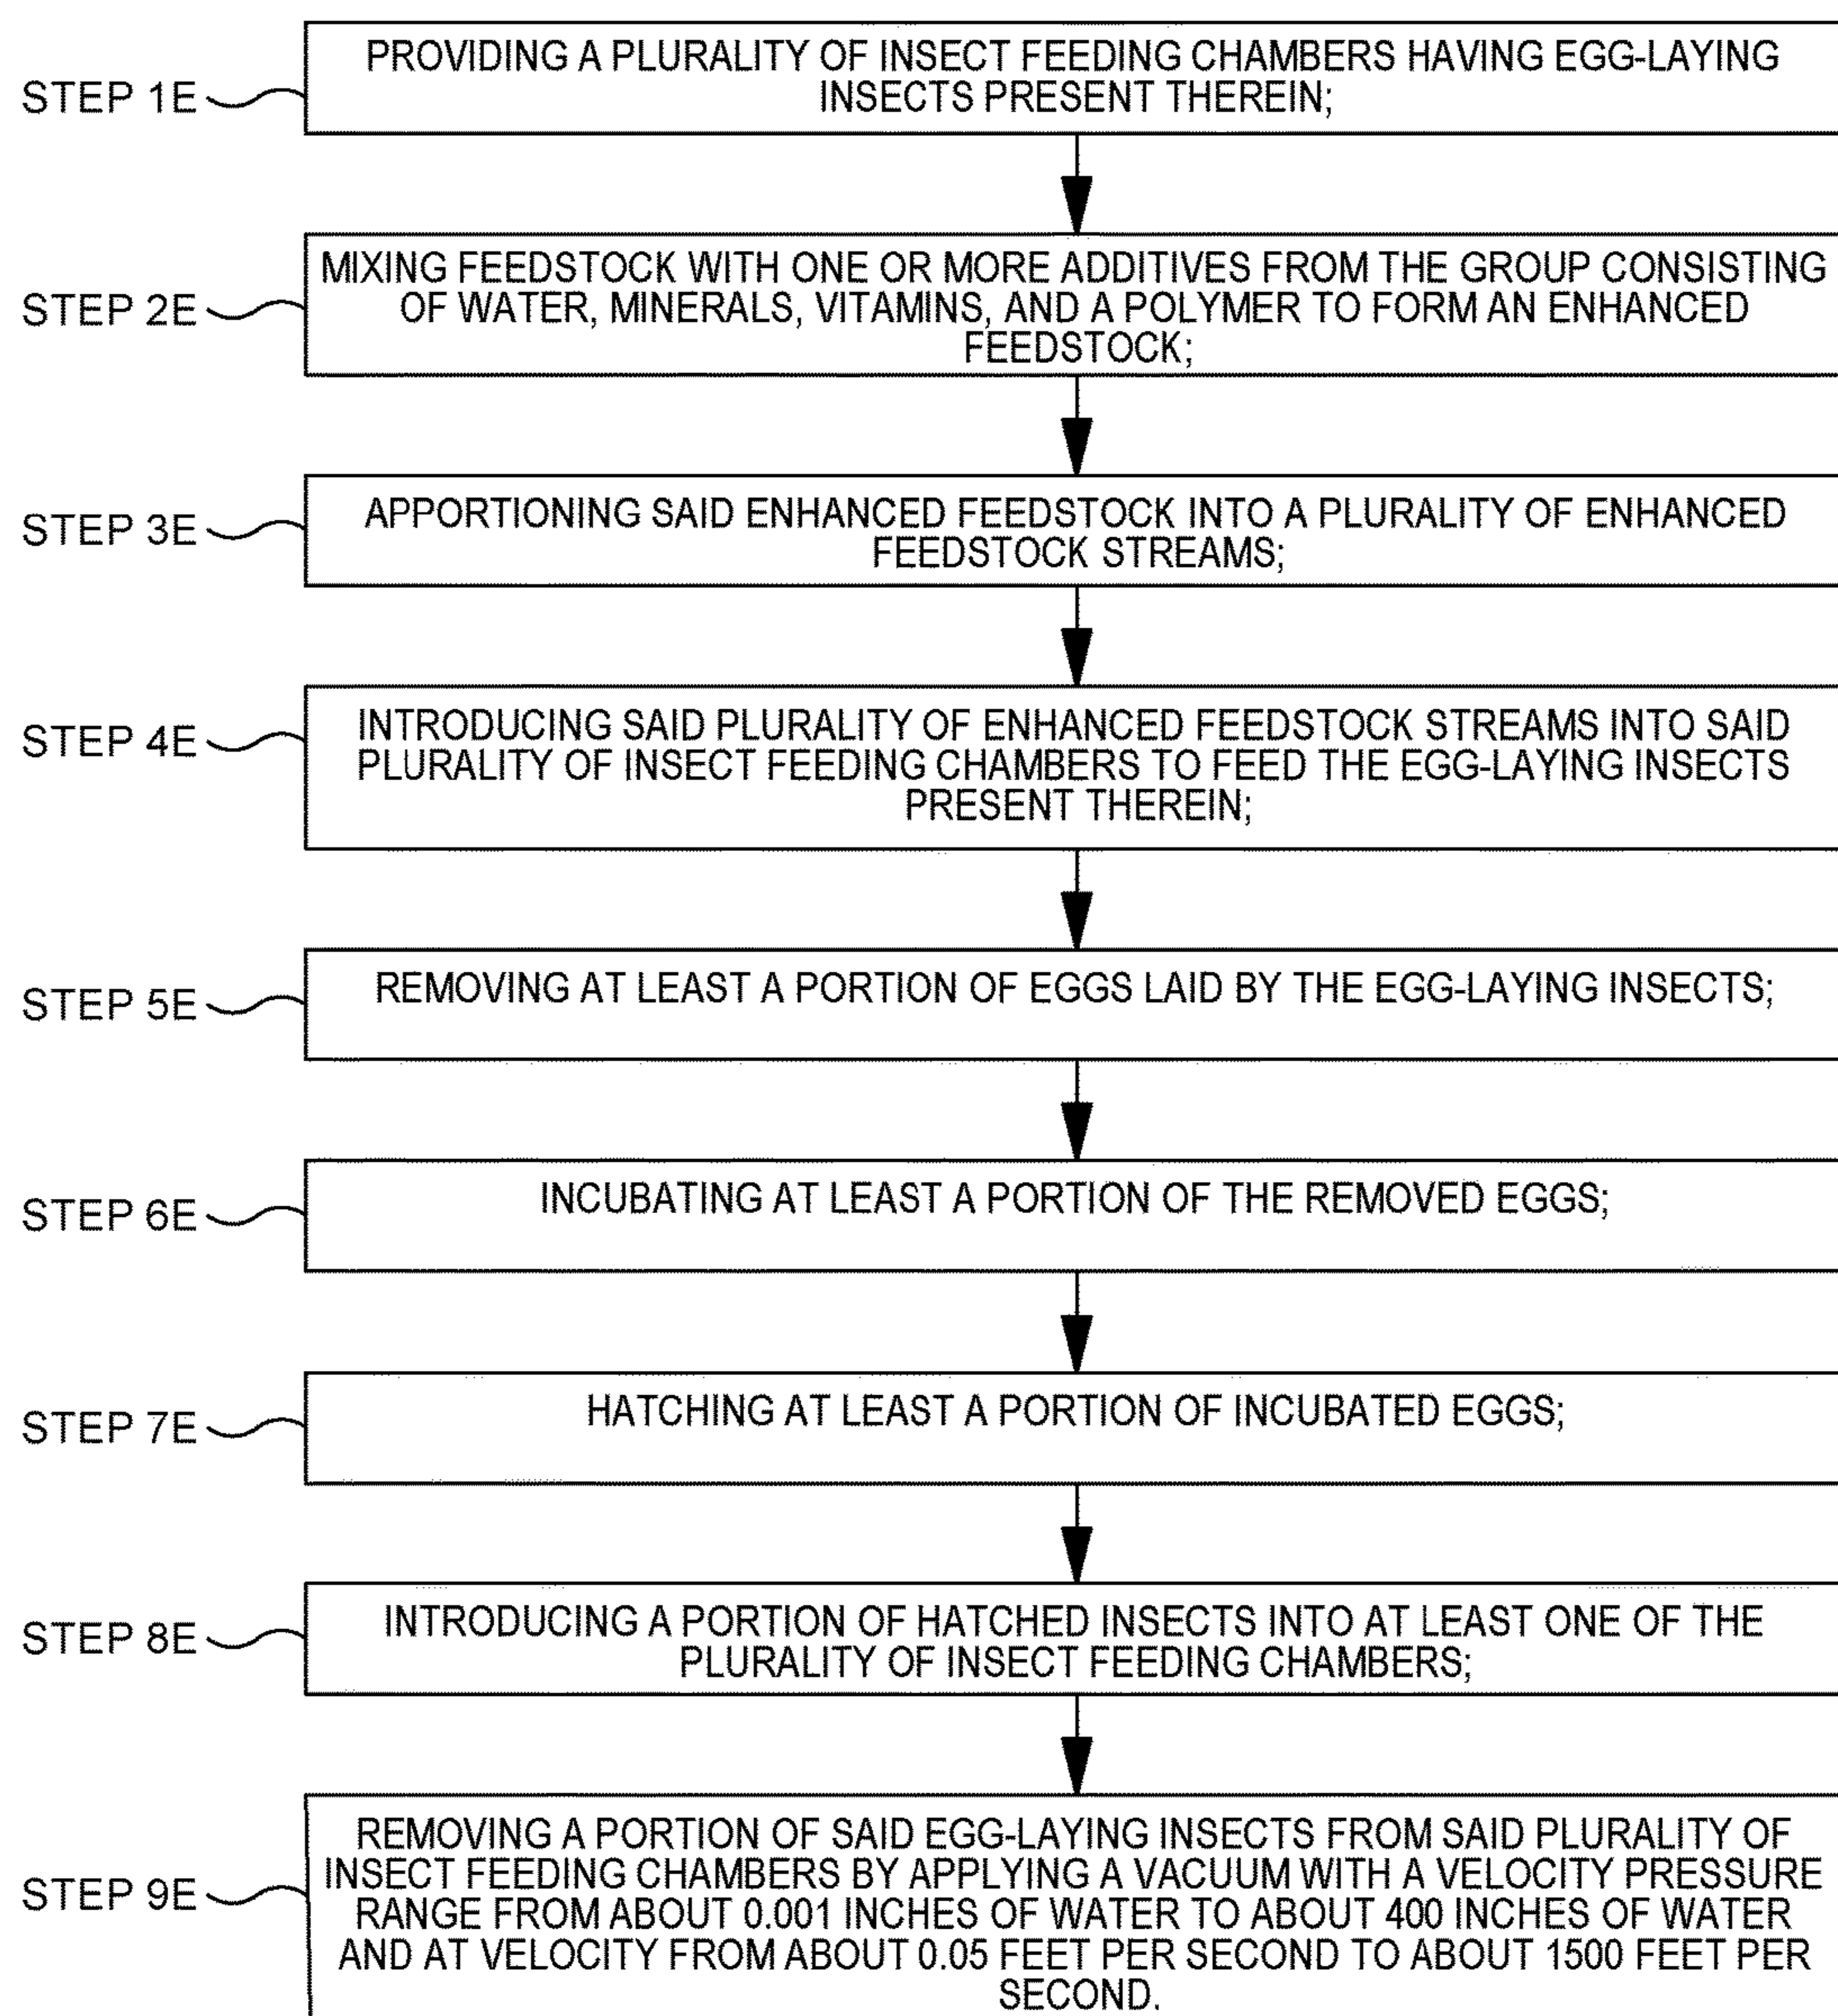 STEP 1E
PROVIDING A PLURALITY OF INSECT FEEDING CHAMBERS HAVING EGG-LAYING
INSECTS PRESENT THEREIN;
STEP 2E
MIXING FEEDSTOCK WITH ONE OR MORE ADDITIVES FROM THE GROUP CONSISTING
OF WATER, MINERALS, VITAMINS, AND A POLYMER TO FORM AN ENHANCED
FEEDSTOCK;
STEP 3E
APPORTIONING SAID ENHANCED FEEDSTOCK INTO A PLURALITY OF ENHANCED
FEEDSTOCK STREAMS;
STEP 4E
INTRODUCING SAID PLURALITY OF ENHANCED FEEDSTOCK STREAMS INTO SAID
PLURALITY OF INSECT FEEDING CHAMBERS TO FEED THE EGG-LAYING INSECTS
PRESENT THEREIN;
STEP 5E
REMOVING AT LEAST A PORTION OF EGGS LAID BY THE EGG-LAYING INSECTS;
STEP 6E
INCUBATING AT LEAST A PORTION OF THE REMOVED EGGS;
STEP 7E
HATCHING AT LEAST A PORTION OF INCUBATED EGGS;
STEP 8E
INTRODUCING A PORTION OF HATCHED INSECTS INTO AT LEAST ONE OF THE
PLURALITY OF INSECT FEEDING CHAMBERS;
STEP 9E
REMOVING A PORTION OF SAID EGG-LAYING INSECTS FROM SAID PLURALITY OF
INSECT FEEDING CHAMBERS BY APPLYING A VACUUM WITH A VELOCITY PRESSURE
RANGE FROM ABOUT 0.001 INCHES OF WATER TO ABOUT 400 INCHES OF WATER
AND AT VELOCITY FROM ABOUT 0.05 FEET PER SECOND TO ABOUT 1500 FEET PER
SECOND.